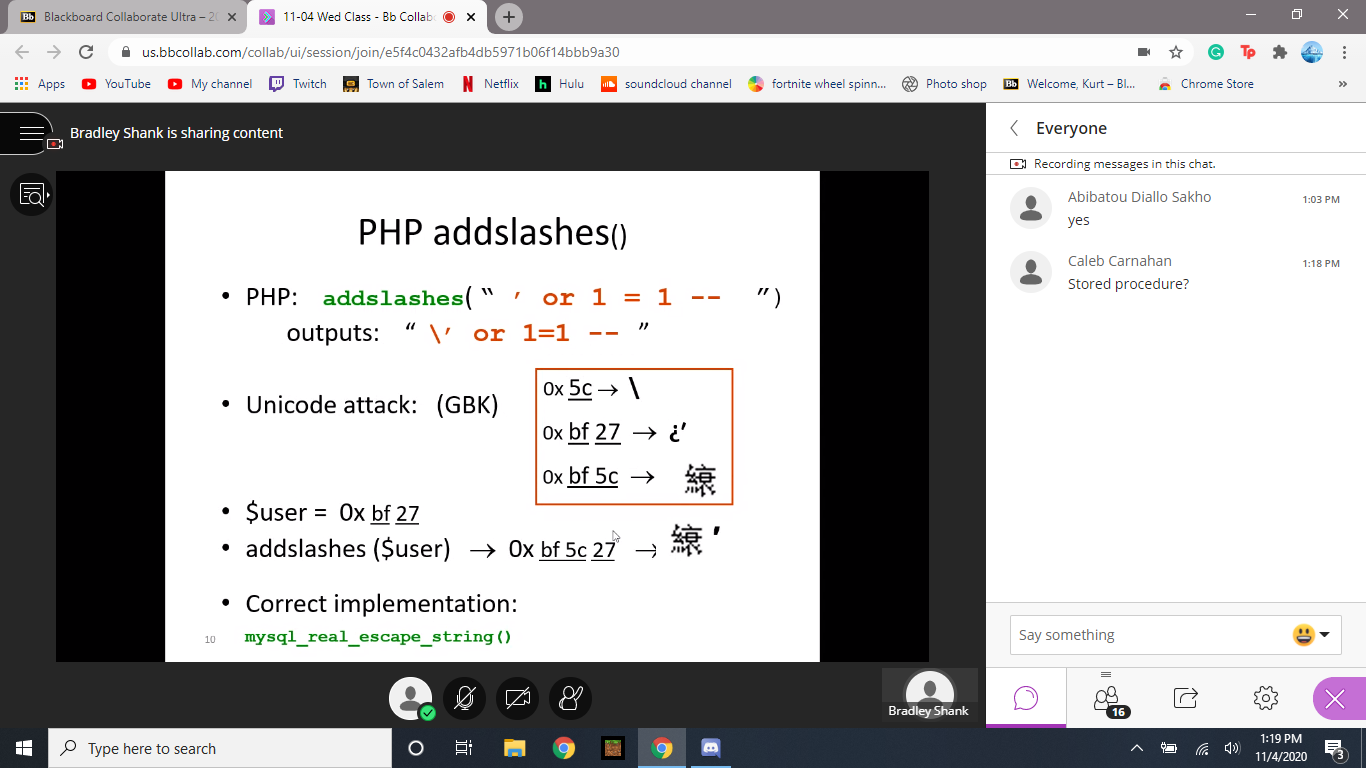 Blackboard Collaborate Ultra – 20
11-04 Wed Class - Bb Collab
us.bbcollab.com/collab/ui/session/join/e5f4c0432afb4db5971b06f14bbb9a30
Apps YouTube My channel Twitch Town of Salem Netflix Hulu soundcloud channel fortnite wheel spinn... Photo shop Welcome, Kurt – Bl... Chrome Store
Bradley Shank is sharing content
PHP addslashes()
• PHP: addslashes(“ ’ or 1 = 1 -- ”)
outputs: “ \’ or 1=1 -- ”
• Unicode attack: (GBK)
0x 5c → \
0x bf 27 → ¿’
0x bf 5c → 縗
• $user = 0x bf 27
• addslashes ($user) → 0x bf 5c 27 → 縗 ’
• Correct implementation:
mysql_real_escape_string()
10
Bradley Shank
Everyone
Recording messages in this chat.
Abibatou Diallo Sakho 1:03 PM
yes
Caleb Carnahan 1:18 PM
Stored procedure?
Say something
16
Type here to search
1:19 PM
11/4/2020
3